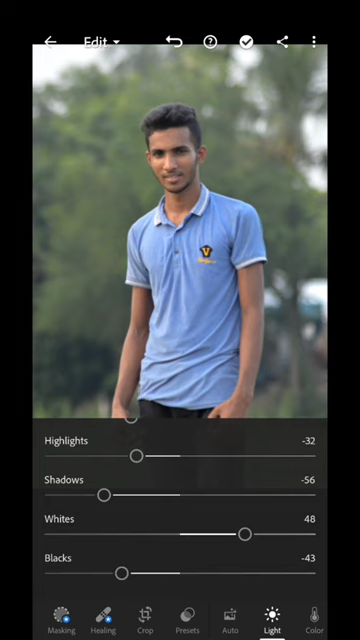 Edit
V
Highlights -32
Shadows -56
Whites 48
Blacks -43
Masking Healing Crop Presets Auto Light Color